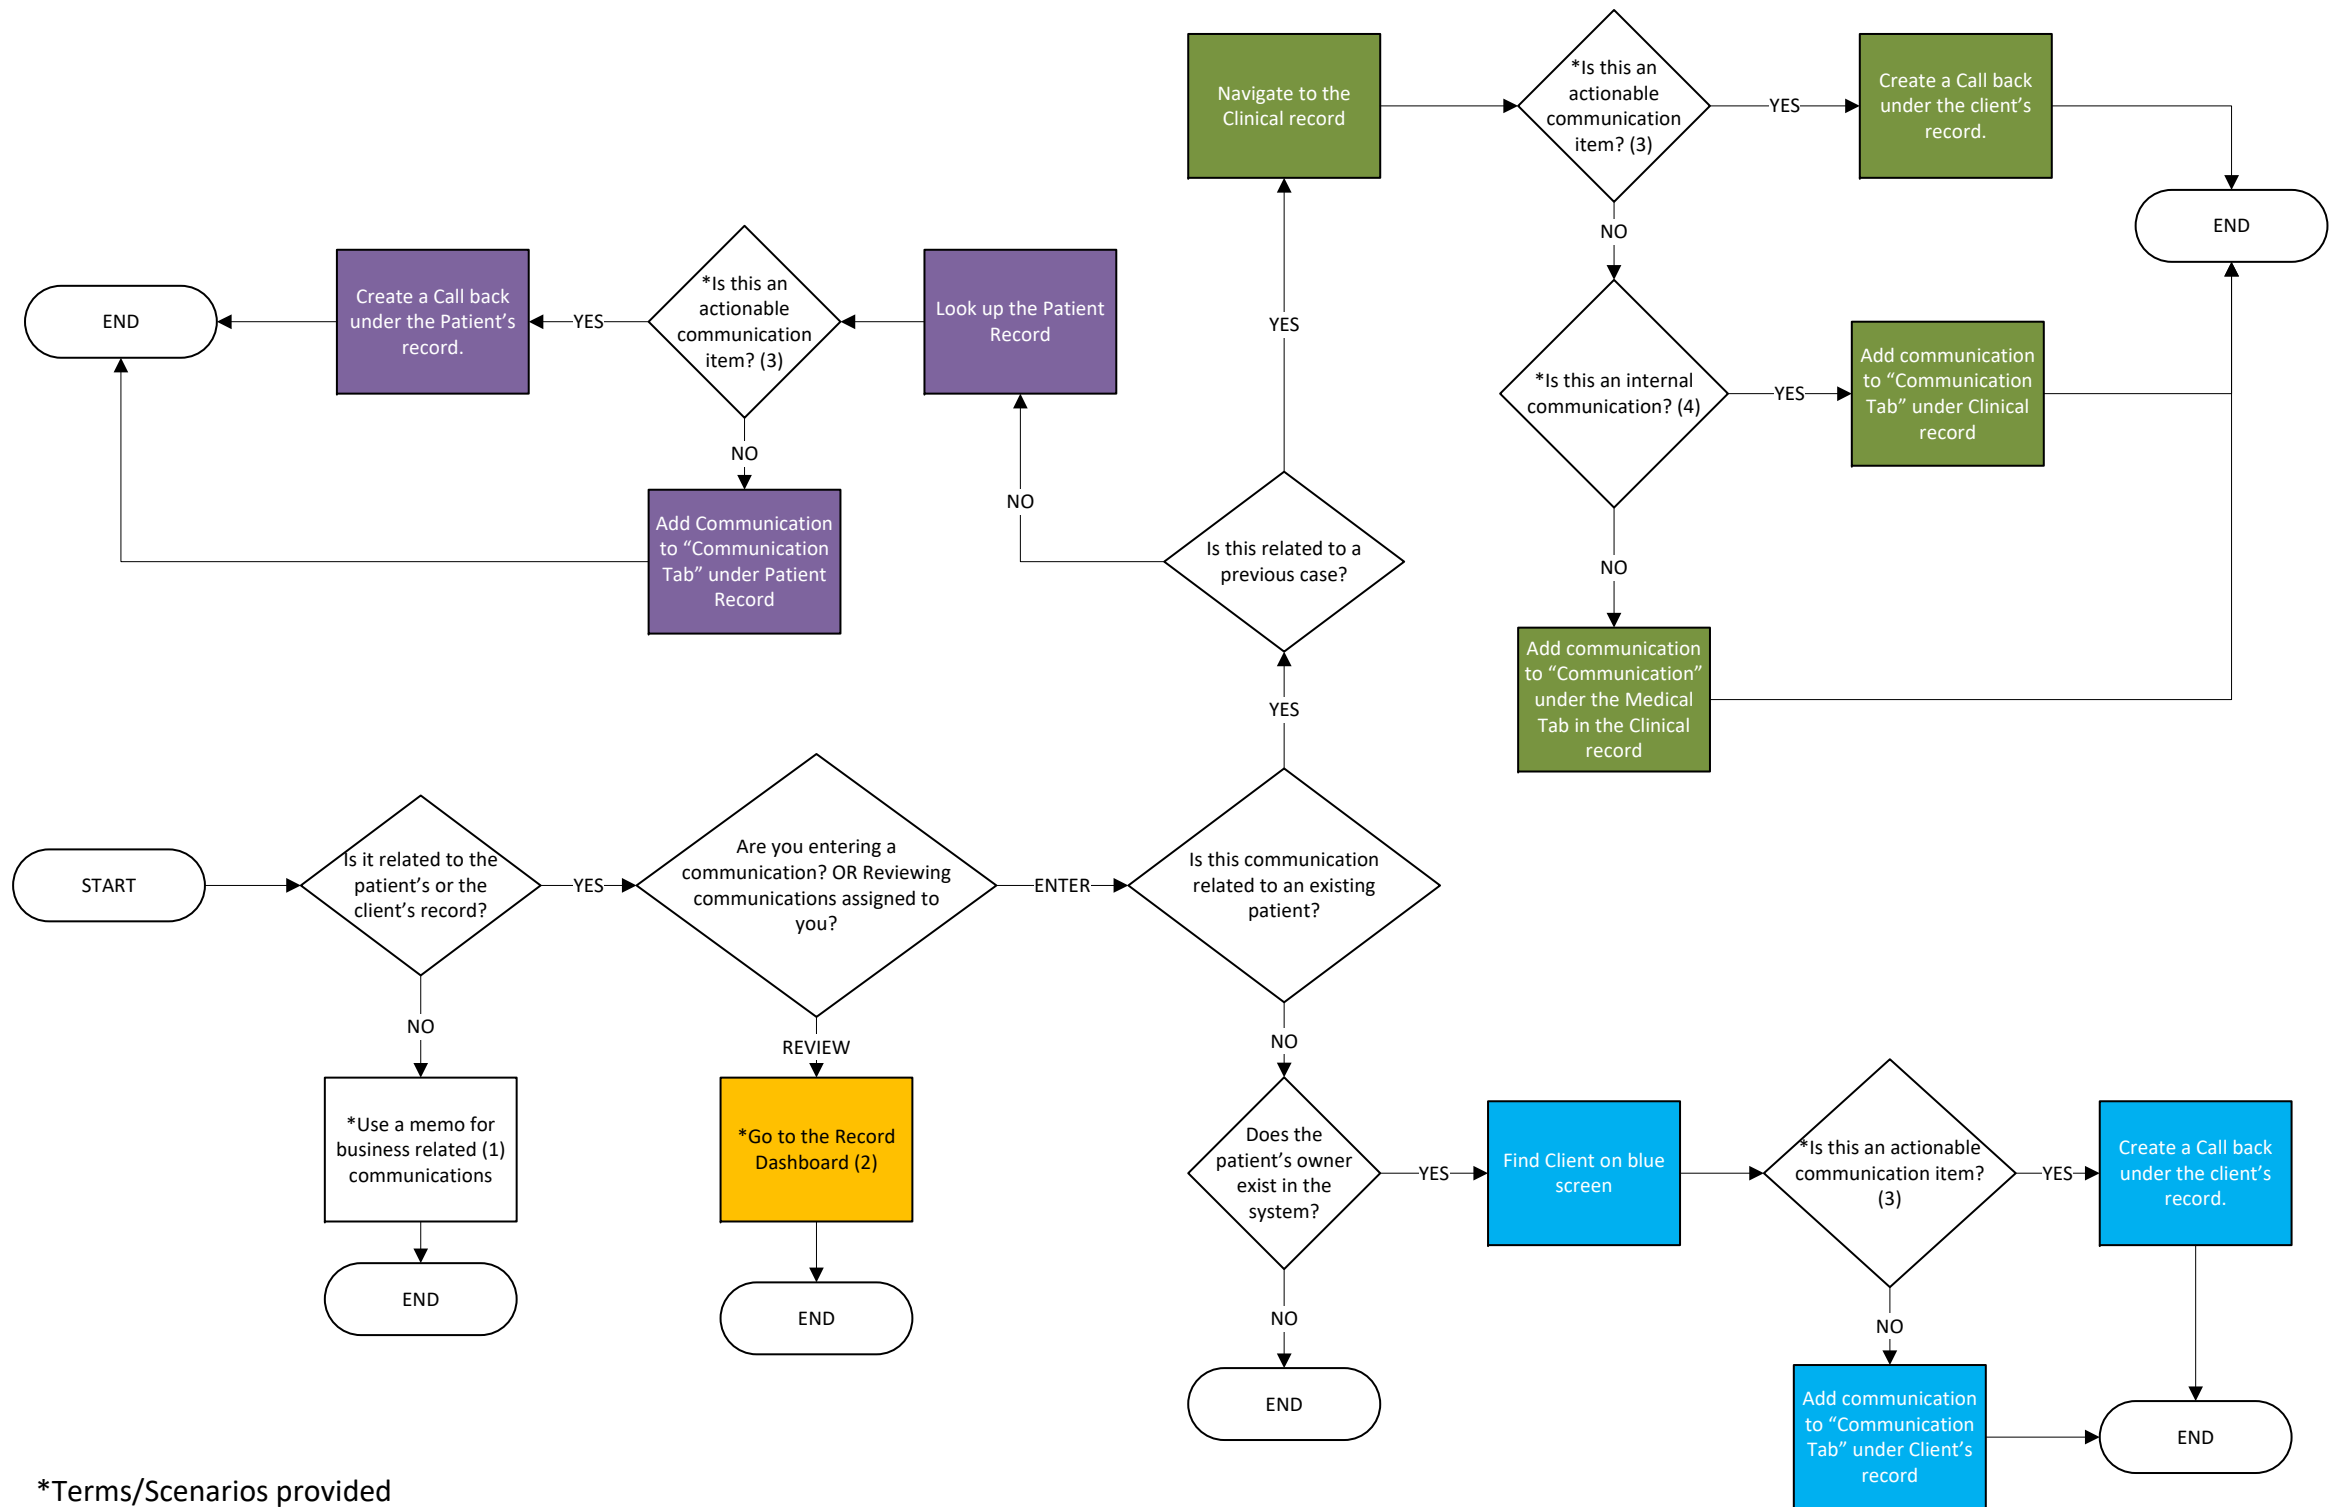 Navigate to the
Clinical record
*Is this an
actionable
communication
item? (3)
YES
Create a Call back
under the client’s
record.
END
NO
*Is this an internal
communication? (4)
YES
Add communication
to “Communication
Tab” under Clinical
record
NO
Add communication
to “Communication”
under the Medical
Tab in the Clinical
record
END
Create a Call back
under the Patient’s
record.
YES
*Is this an
actionable
communication
item? (3)
Look up the Patient
Record
NO
Add Communication
to “Communication
Tab” under Patient
Record
YES
NO
Is this related to a
previous case?
YES
START
Is it related to the
patient’s or the
client’s record?
YES
Are you entering a
communication? OR Reviewing
communications assigned to
you?
ENTER
Is this communication
related to an existing
patient?
NO
*Use a memo for
business related (1)
communications
END
REVIEW
*Go to the Record
Dashboard (2)
END
NO
Does the
patient’s owner
exist in the
system?
YES
Find Client on blue
screen
*Is this an actionable
communication item?
(3)
YES
Create a Call back
under the client’s
record.
NO
END
NO
Add communication
to “Communication
Tab” under Client’s
record
END
*Terms/Scenarios provided